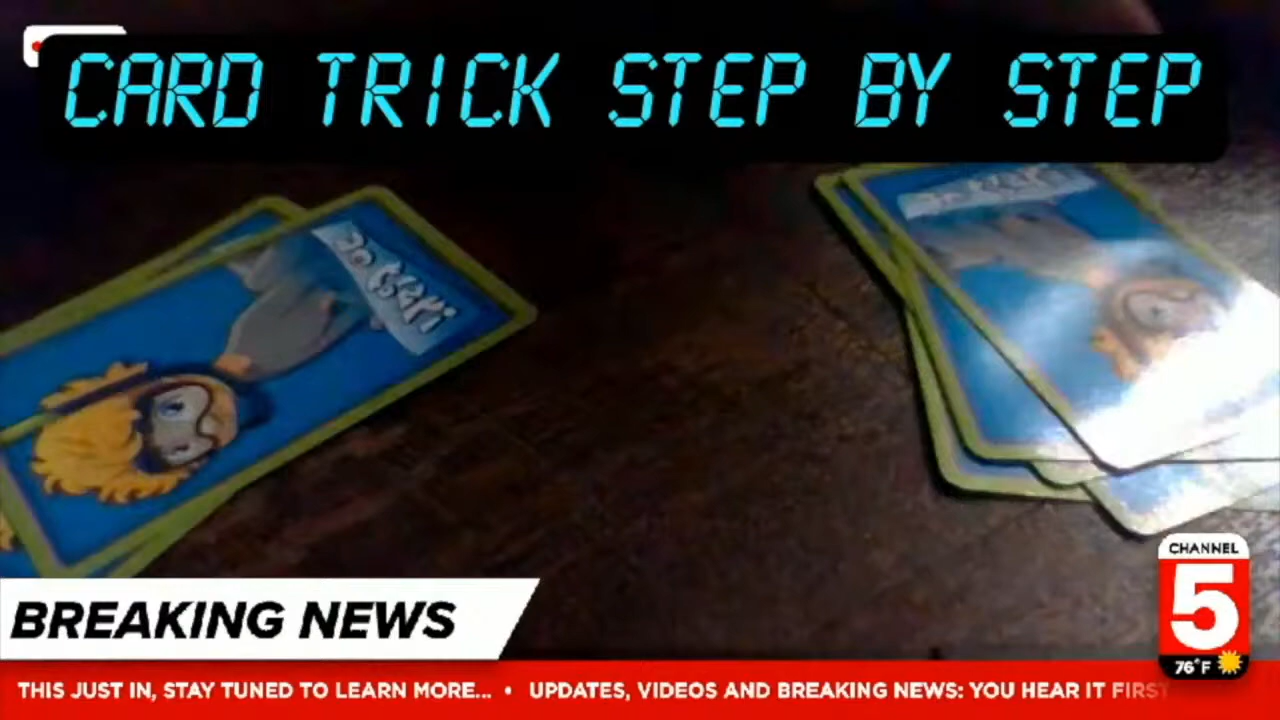 CARD TRICK STEP BY STEP
CHANNEL
5
76°F
BREAKING NEWS
THIS JUST IN, STAY TUNED TO LEARN MORE... • UPDATES, VIDEOS AND BREAKING NEWS: YOU HEAR IT FIRST